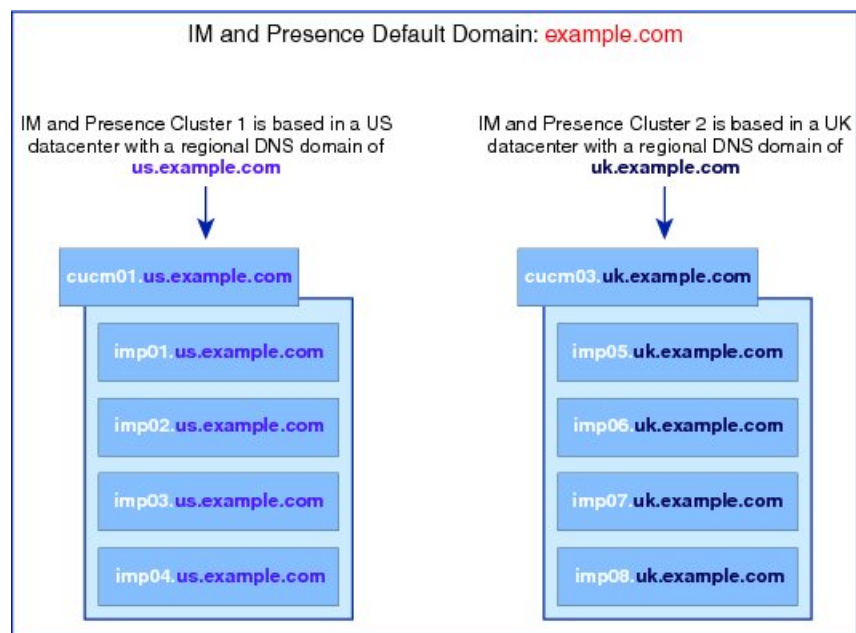 IM and Presence Default Domain: example.com
IM and Presence Cluster 1 is based in a US
datacenter with a regional DNS domain of
us.example.com
cucm01.us.example.com
imp01.us.example.com
imp02.us.example.com
imp03.us.example.com
imp04.us.example.com
IM and Presence Cluster 2 is based in a UK
datacenter with a regional DNS domain of
uk.example.com
cucm03.uk.example.com
imp05.uk.example.com
imp06.uk.example.com
imp07.uk.example.com
imp08.uk.example.com